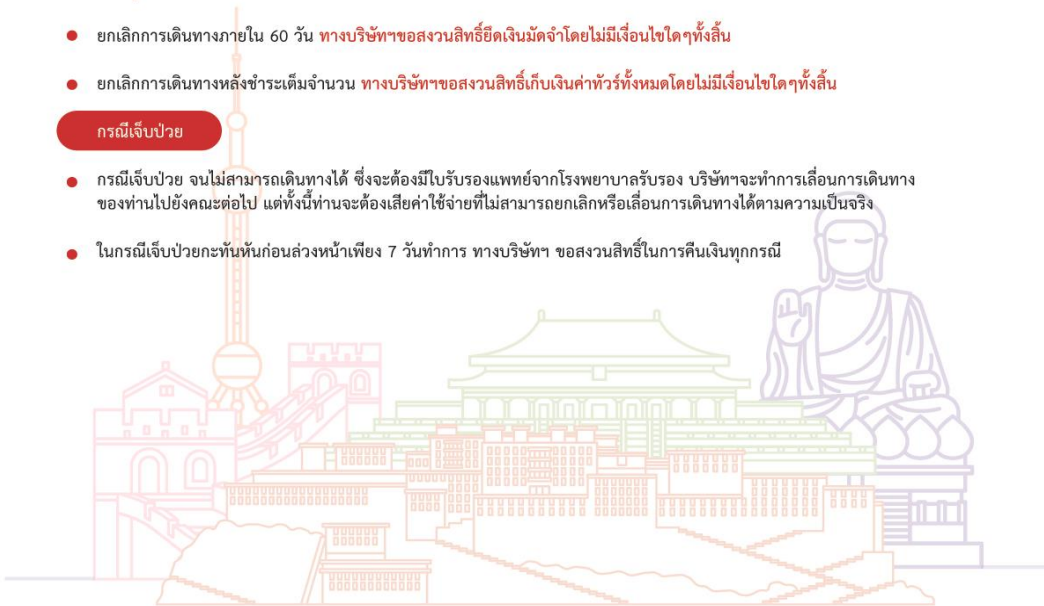 ยกเลิกการเดินทางภายใน 60 วัน ทางบริษัทฯขอสงวนสิทธิ์ยึดเงินมัดจำโดยไม่มีเงื่อนไขใดๆทั้งสิ้น
ยกเลิกการเดินทางหลังชำระเต็มจำนวน ทางบริษัทฯขอสงวนสิทธิ์เก็บเงินค่าทัวร์ทั้งหมดโดยไม่มีเงื่อนไขใดๆทั้งสิ้น
กรณีเจ็บป่วย
กรณีเจ็บป่วย จนไม่สามารถเดินทางได้ ซึ่งจะต้องมีใบรับรองแพทย์จากโรงพยาบาลรับรอง บริษัทฯจะทำการเลื่อนการเดินทาง
ของท่านไปยังคณะต่อไป แต่ทั้งนี้ท่านจะต้องเสียค่าใช้จ่ายที่ไม่สามารถยกเลิกหรือเลื่อนการเดินทางได้ตามความเป็นจริง
ในกรณีเจ็บป่วยกะทันหันก่อนล่วงหน้าเพียง 7 วันทำการ ทางบริษัทฯ ขอสงวนสิทธิ์ในการคืนเงินทุกกรณี